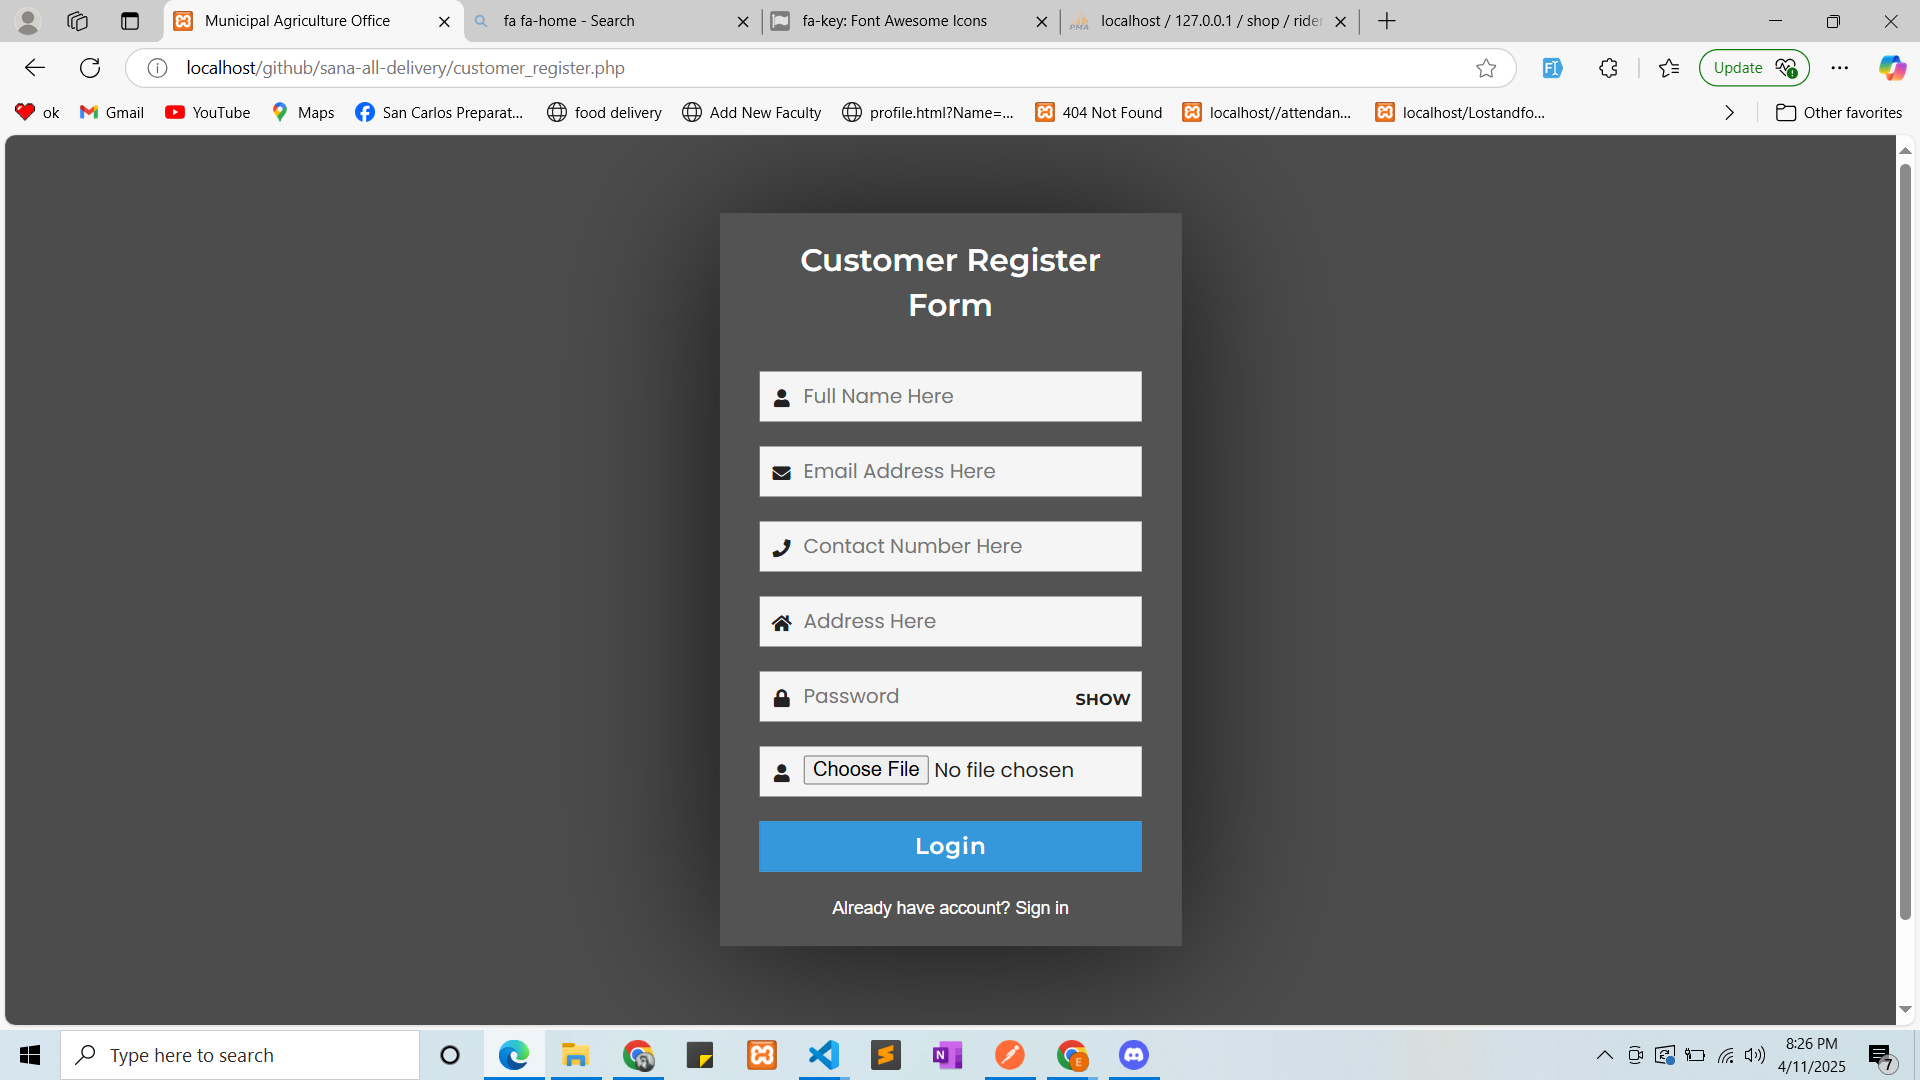 Municipal Agriculture Office
fa fa-home - Search
fa-key: Font Awesome Icons
localhost / 127.0.0.1 / shop / rider
localhost/github/sana-all-delivery/customer_register.php
Update
ok
Gmail
YouTube
Maps
San Carlos Preparat...
food delivery
Add New Faculty
profile.html?Name=...
404 Not Found
localhost//attendan...
localhost/Lostandfo...
Other favorites
Customer Register
Form
Full Name Here
Email Address Here
Contact Number Here
Address Here
Password
SHOW
Choose File No file chosen
Login
Already have account? Sign in
Type here to search
8:26 PM
4/11/2025
7